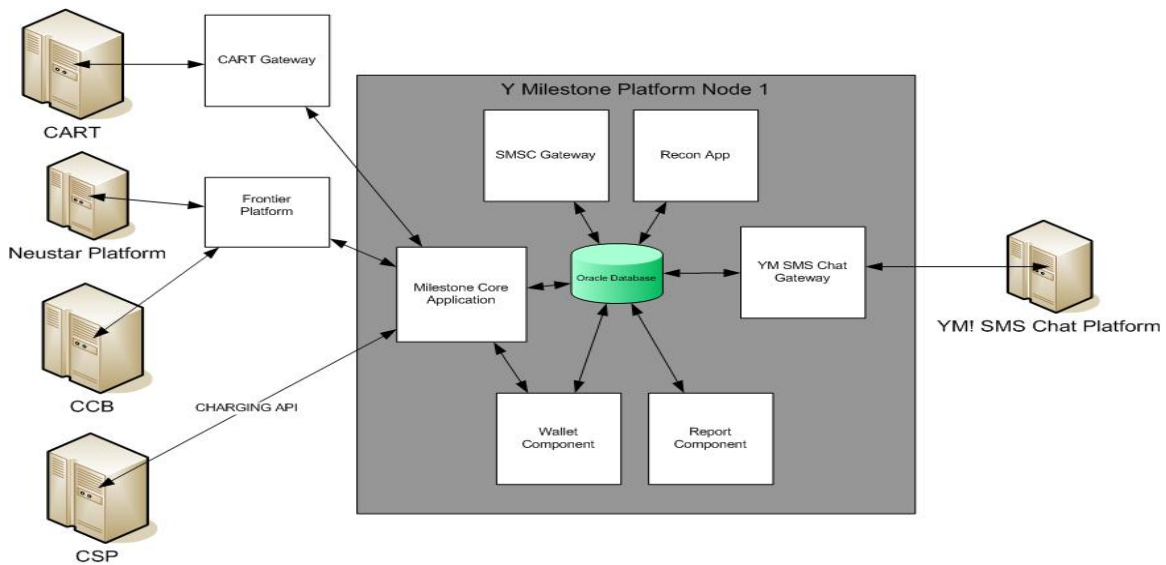 CART Gateway
Y Milestone Platform Node 1
CART
SMSC Gateway
Recon App
Frontier
Platform
Neustar Platform
Milestone Core
Application
Oracle Database
YM SMS Chat
Gateway
YM! SMS Chat Platform
CCB
CHARGING API
Wallet
Component
Report
Component
CSP